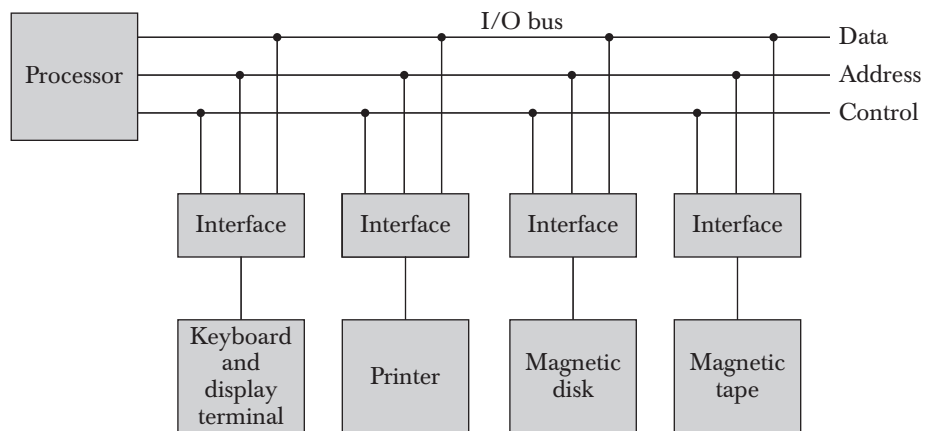 I/O bus
Processor
Data
Address
Control
Interface
Interface
Interface
Interface
Keyboard
and
display
terminal
Printer
Magnetic
disk
Magnetic
tape